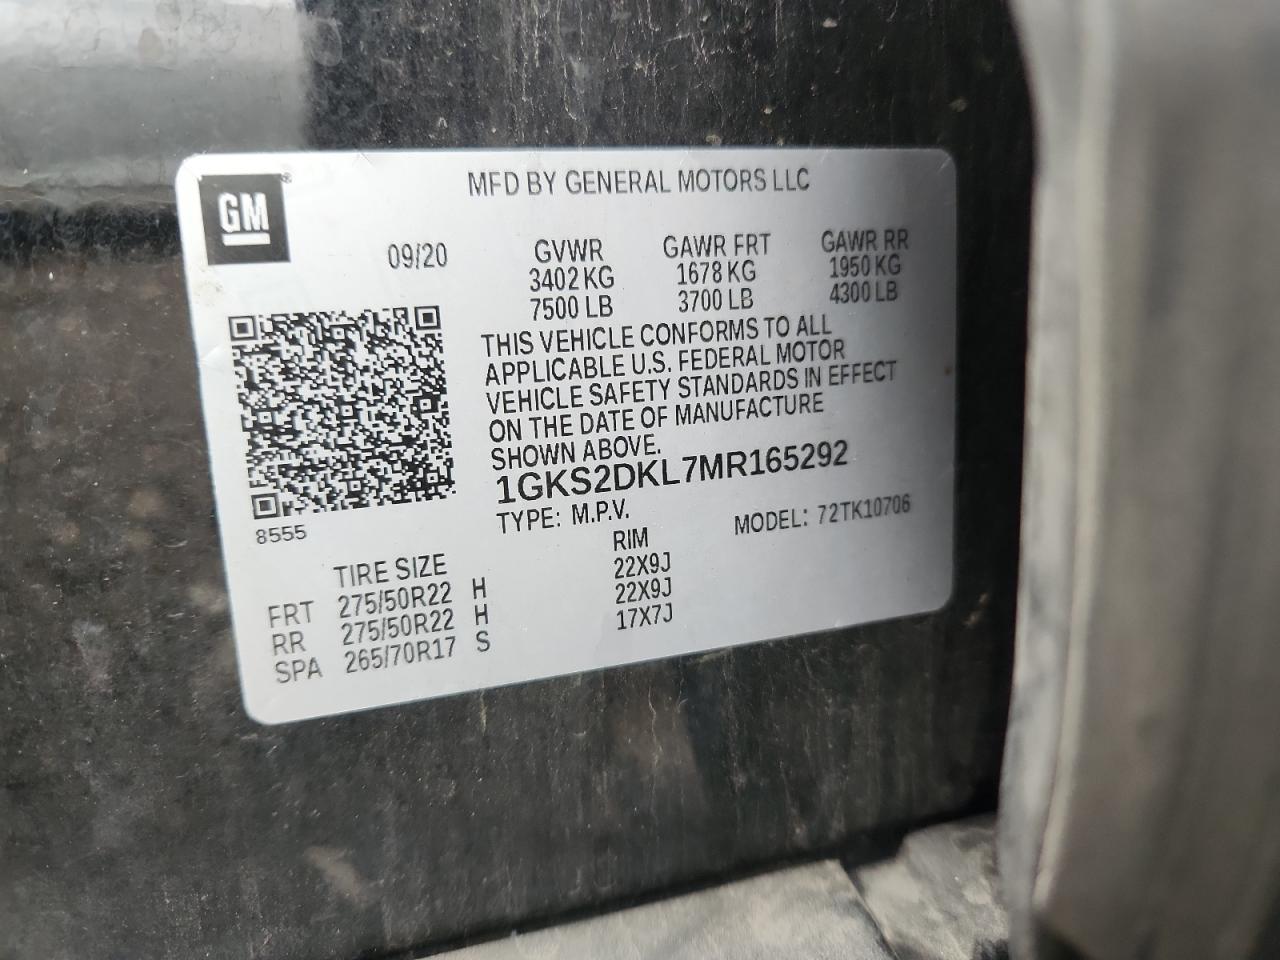 GM
MFD BY GENERAL MOTORS LLC
09/20
GVWR GAWR FRT GAWR RR
3402 KG 1678 KG 1950 KG
7500 LB 3700 LB 4300 LB
THIS VEHICLE CONFORMS TO ALL
APPLICABLE U.S. FEDERAL MOTOR
VEHICLE SAFETY STANDARDS IN EFFECT
ON THE DATE OF MANUFACTURE
SHOWN ABOVE.
1GKS2DKL7MR165292
8555
TYPE: M.P.V. MODEL: 72TK10706
TIRE SIZE RIM
FRT 275/50R22 H 22X9J
RR 275/50R22 H 22X9J
SPA 265/70R17 S 17X7J